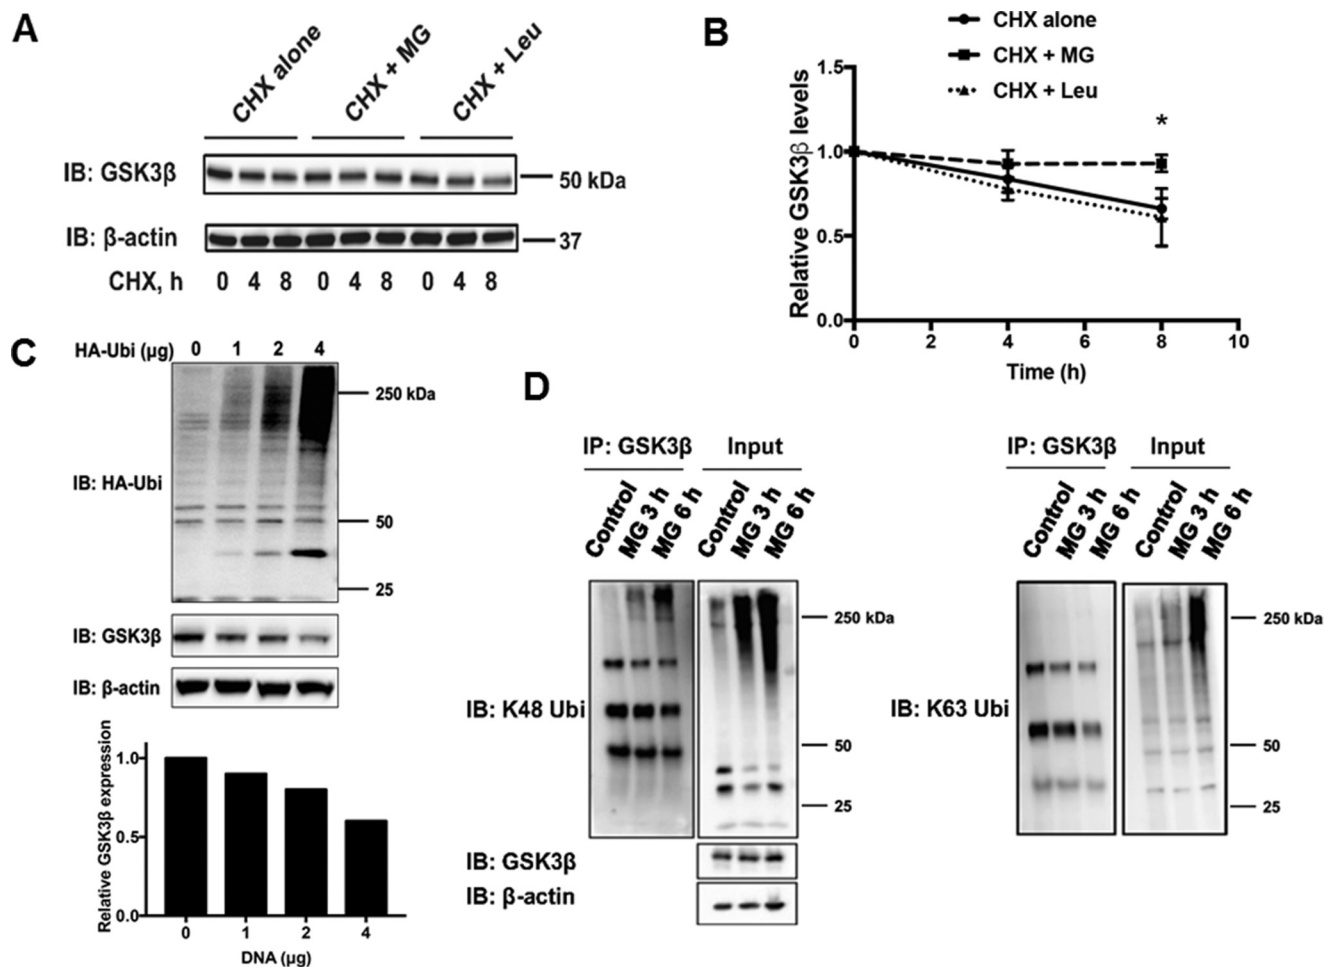 A
CHX alone
CHX + MG
CHX + Leu
IB: GSK3β
50 kDa
IB: β-actin
37
CHX, h 0 4 8 0 4 8 0 4 8
B
CHX alone
CHX + MG
CHX + Leu
Relative GSK3β levels
1.5
*
1.0
0.5
0.0
0 2 4 6 8 10
Time (h)
C
HA-Ubi (µg) 0 1 2 4
250 kDa
IB: HA-Ubi
50
25
IB: GSK3β
IB: β-actin
Relative GSK3β expression
1.0
0.5
0.0
0 1 2 4
DNA (µg)
D
IP: GSK3β Input
Control
MG 3 h
MG 6 h
Control
MG 3 h
MG 6 h
250 kDa
IB: K48 Ubi
50
25
IB: GSK3β
IB: β-actin
IP: GSK3β Input
Control
MG 3 h
MG 6 h
Control
MG 3 h
MG 6 h
250 kDa
IB: K63 Ubi
50
25